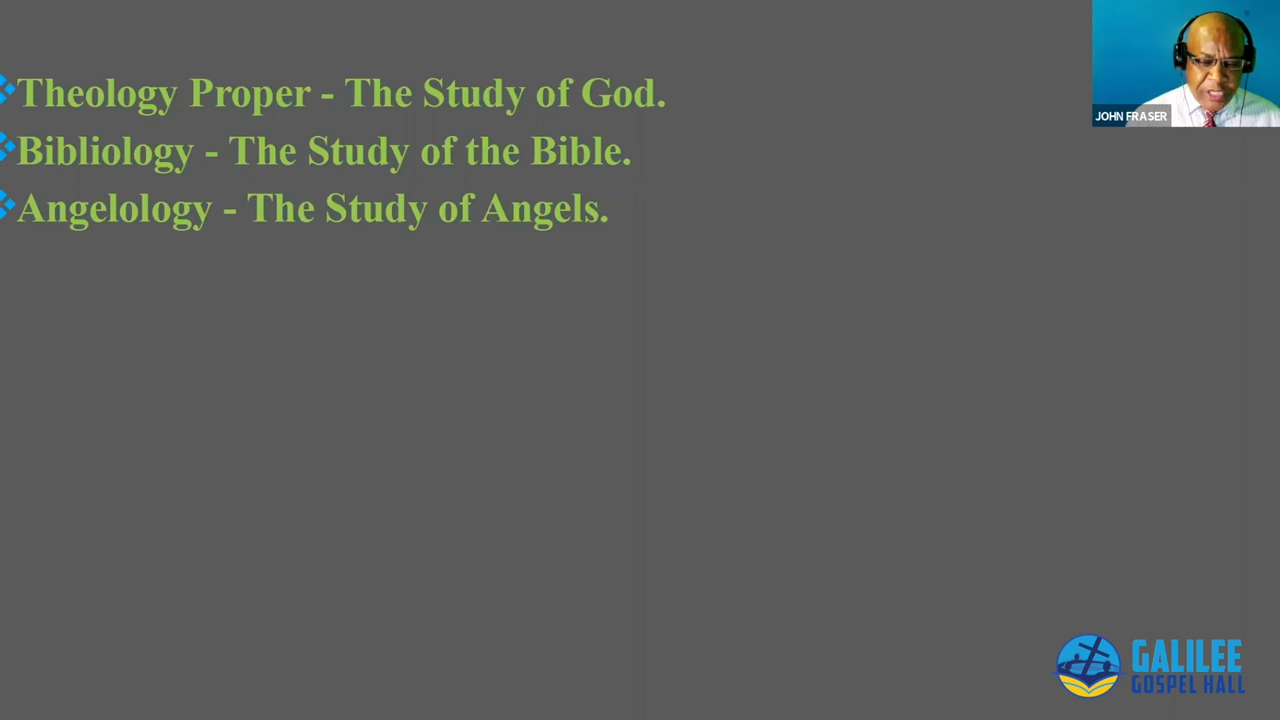 Theology Proper - The Study of God.
Bibliology - The Study of the Bible.
Angelology - The Study of Angels.
JOHN FRASER
GALILEE
GOSPEL HALL